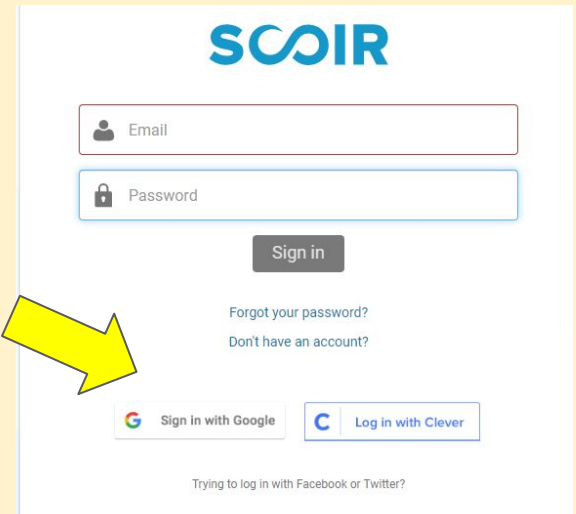 SCOIR
Email
Password
Sign in
Forgot your password?
Don't have an account?
G Sign in with Google
C Log in with Clever
Trying to log in with Facebook or Twitter?